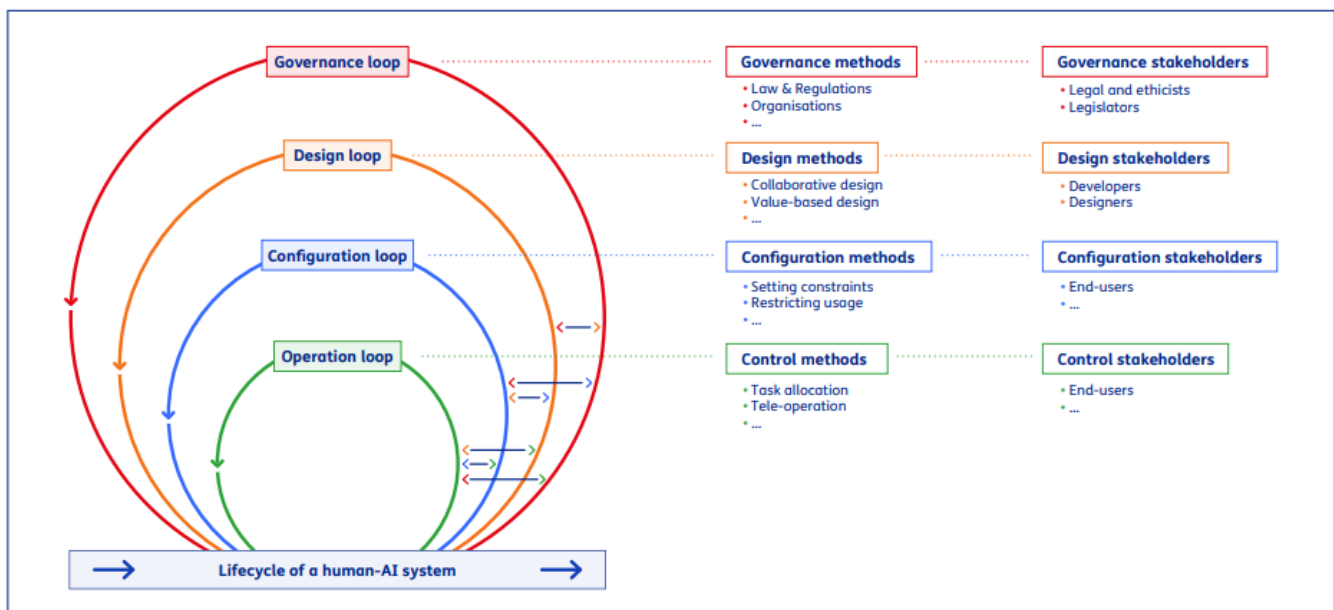 Governance loop
Governance methods
Governance stakeholders
• Law & Regulations
• Organisations
• ...
• Legal and ethicists
• Legislators
Design loop
Design methods
Design stakeholders
• Collaborative design
• Value-based design
• ...
• Developers
• Designers
Configuration loop
Configuration methods
Configuration stakeholders
• Setting constraints
• Restricting usage
• ...
• End-users
• ...
Operation loop
Control methods
Control stakeholders
• Task allocation
• Tele-operation
• ...
• End-users
• ...
Lifecycle of a human-AI system